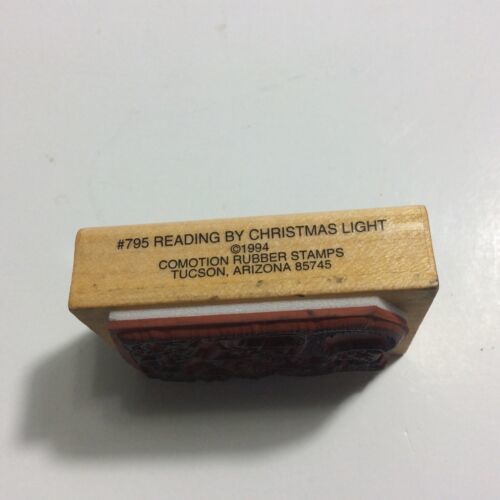 #795 READING BY CHRISTMAS LIGHT
©1994
COMOTION RUBBER STAMPS
TUCSON, ARIZONA 85745